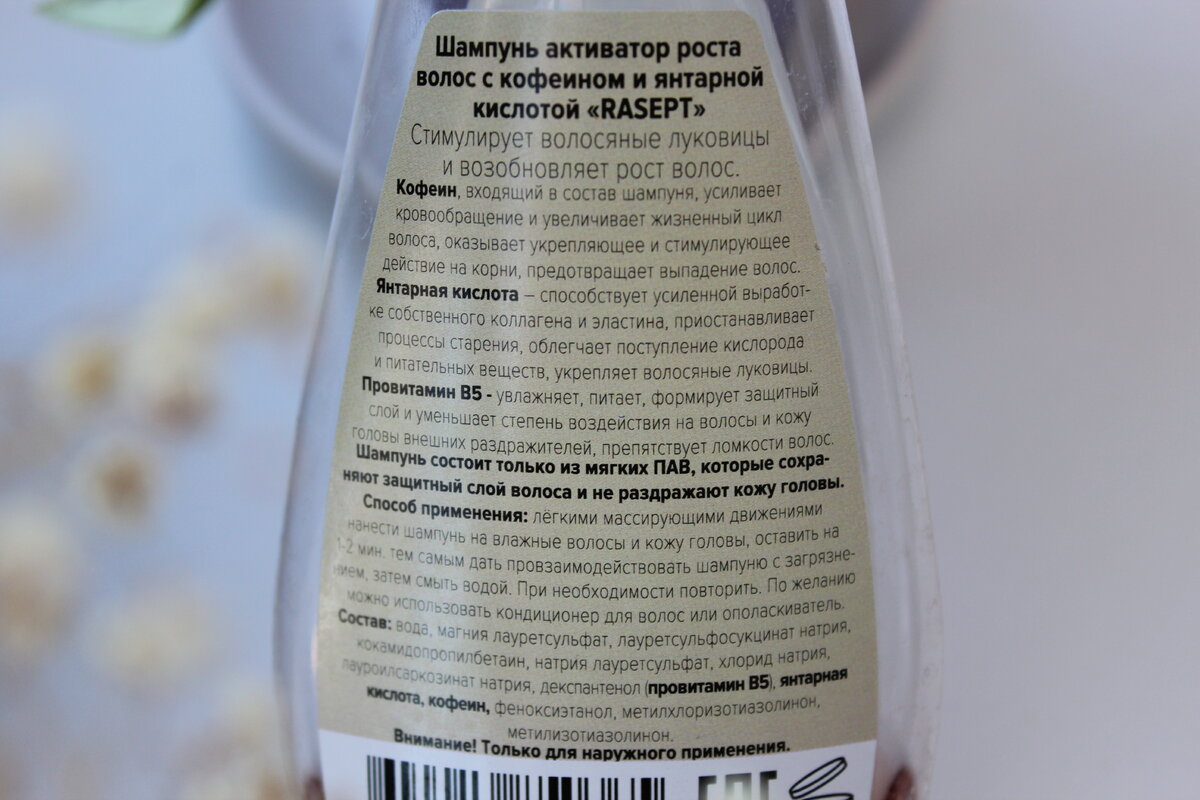 Шампунь активатор роста
волос с кофеином и янтарной
кислотой «RASEPT»
Стимулирует волосяные луковицы
и возобновляет рост волос.
Кофеин, входящий в состав шампуня, усиливает
кровообращение и увеличивает жизненный цикл
волоса, оказывает укрепляющее и стимулирующее
действие на корни, предотвращает выпадение волос.
Янтарная кислота – способствует усиленной выработ-
ке собственного коллагена и эластина, приостанавливает
процессы старения, облегчает поступление кислорода
и питательных веществ, укрепляет волосяные луковицы.
Провитамин В5 - увлажняет, питает, формирует защитный
слой и уменьшает степень воздействия на волосы и кожу
головы внешних раздражителей, препятствует ломкости волос.
Шампунь состоит только из мягких ПАВ, которые сохра-
няют защитный слой волоса и не раздражают кожу головы.
Способ применения: лёгкими массирующими движениями
нанести шампунь на влажные волосы и кожу головы, оставить на
1-2 мин. тем самым дать провзаимодействовать шампуню с загрязне-
нием, затем смыть водой. При необходимости повторить. По желанию
можно использовать кондиционер для волос или ополаскиватель.
Состав: вода, магния лауретсульфат, лауретсульфосукцинат натрия,
кокамидопропилбетаин, натрия лауретсульфат, хлорид натрия,
лауроилсаркозинат натрия, декспантенол (провитамин В5), янтарная
кислота, кофеин, феноксиэтанол, метилхлоризотиазолинон,
метилизотиазолинон.
Внимание! Только для наружного применения.